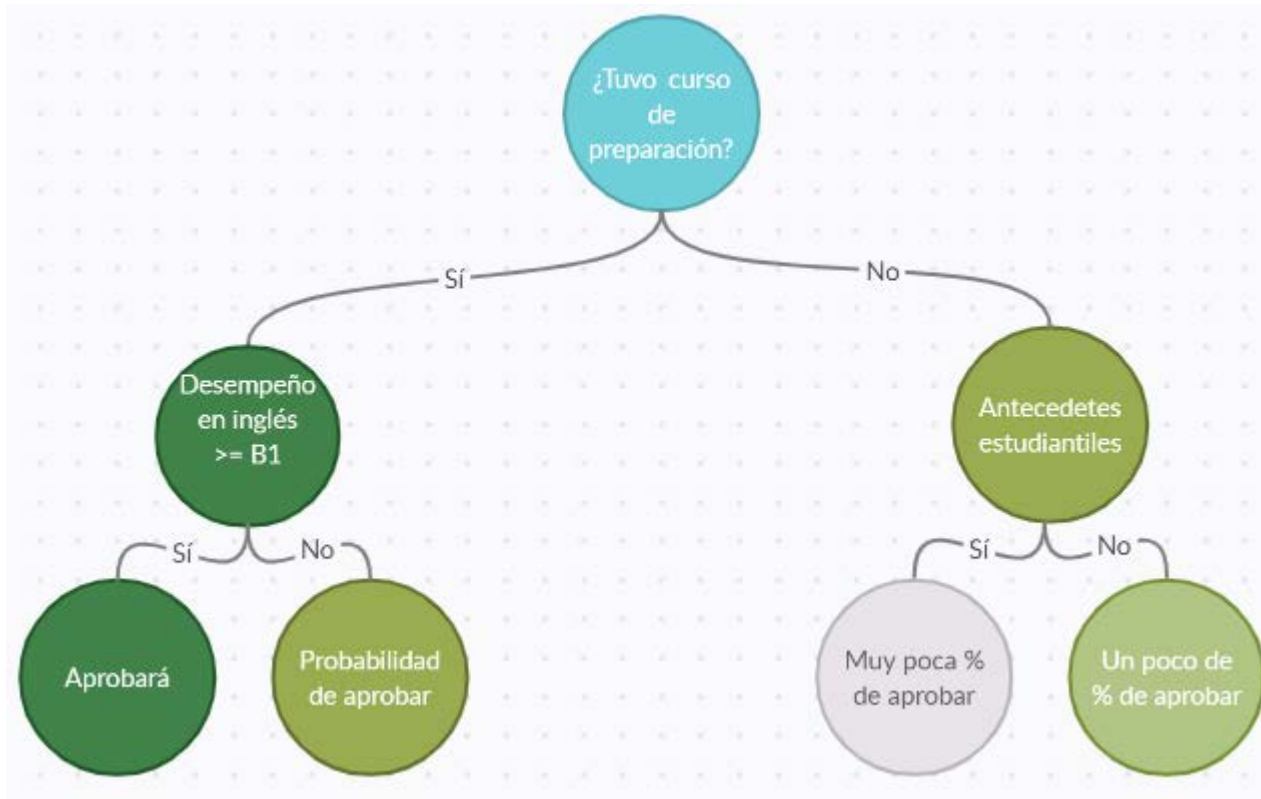 ¿Tuvo curso
de
preparación?
Sí
No
Desempeño
en inglés
>= B1
Antecedetes
estudiantiles
Sí
No
Sí
No
Aprobará
Probabilidad
de aprobar
Muy poca %
de aprobar
Un poco de
% de aprobar